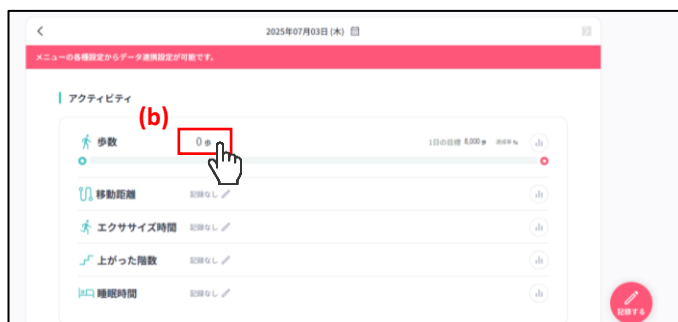 2025年07月03日 (木)
メニューの各種設定からデータ連携設定が可能です。
アクティビティ
(b)
歩数 0 歩 1日の目標 8,000 歩 達成率 %
移動距離 記録なし
エクササイズ時間 記録なし
上がった階数 記録なし
睡眠時間 記録なし
記録する